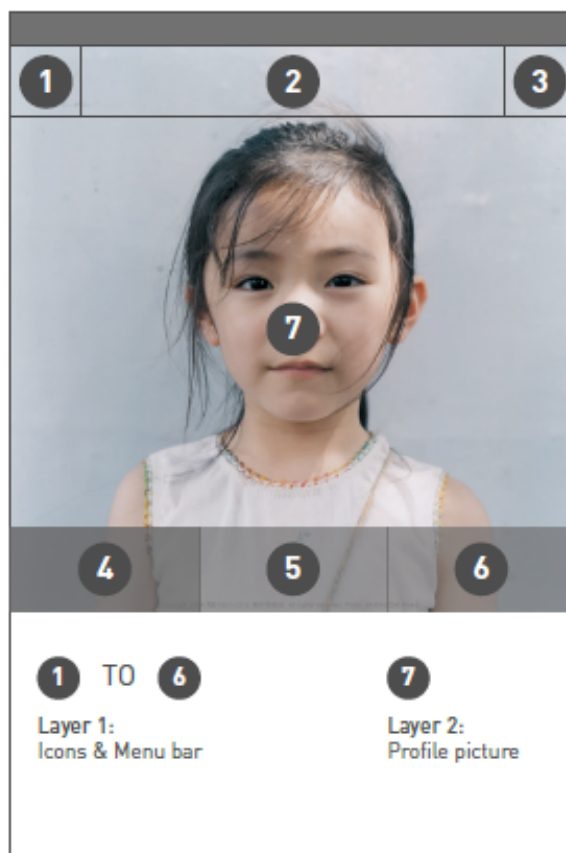 1 2 3
7
4 5 6
1 TO 6 7
Layer 1: Layer 2:
Icons & Menu bar Profile picture